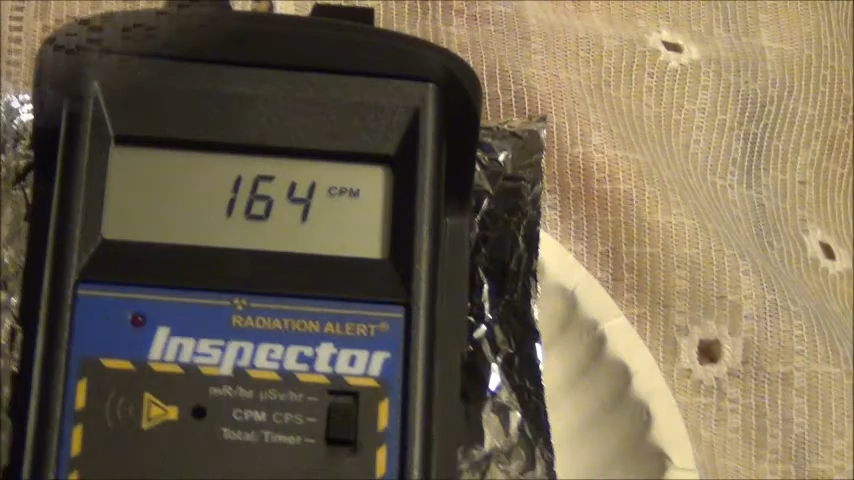 164 CPM
RADIATION ALERT®
Inspector
mR/hr µSv/hr
CPM CPS
Total/Timer